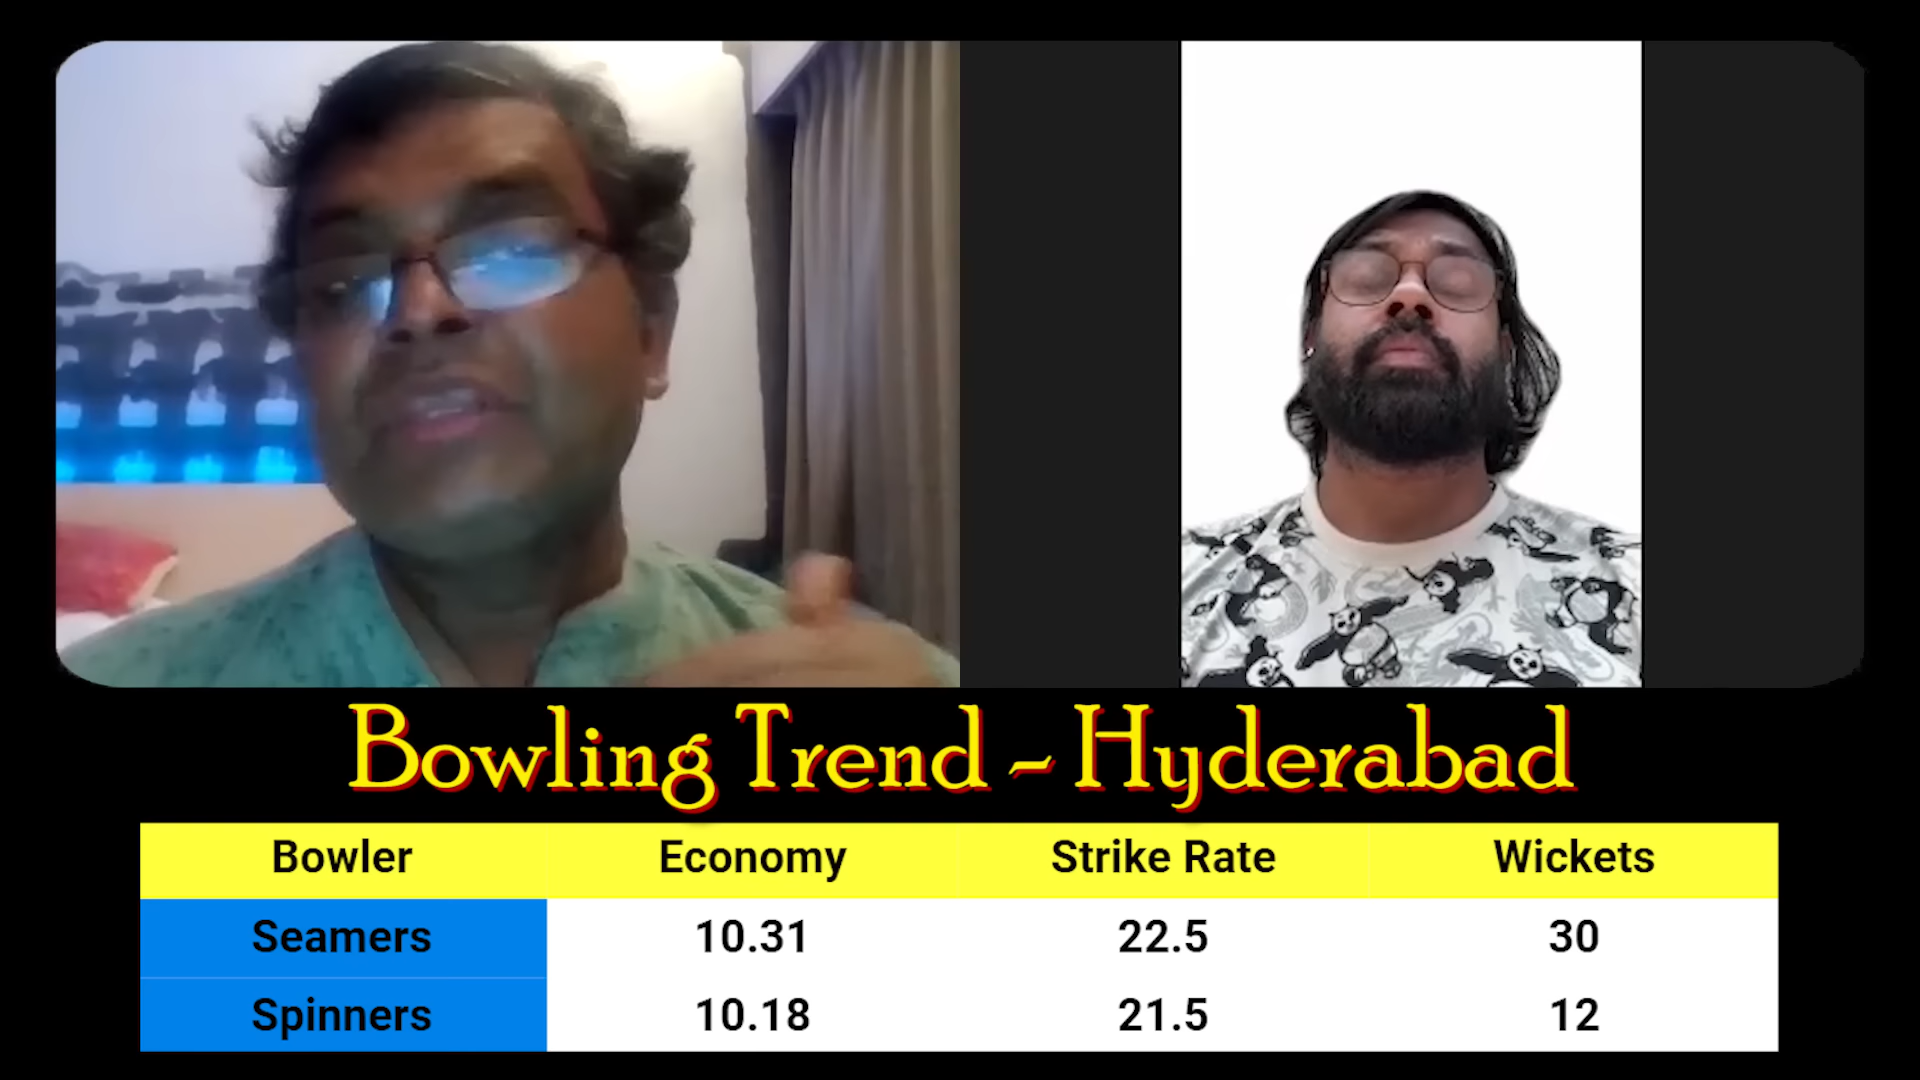 Bowling Trend - Hyderabad
Bowler Economy Strike Rate Wickets
Seamers 10.31 22.5 30
Spinners 10.18 21.5 12